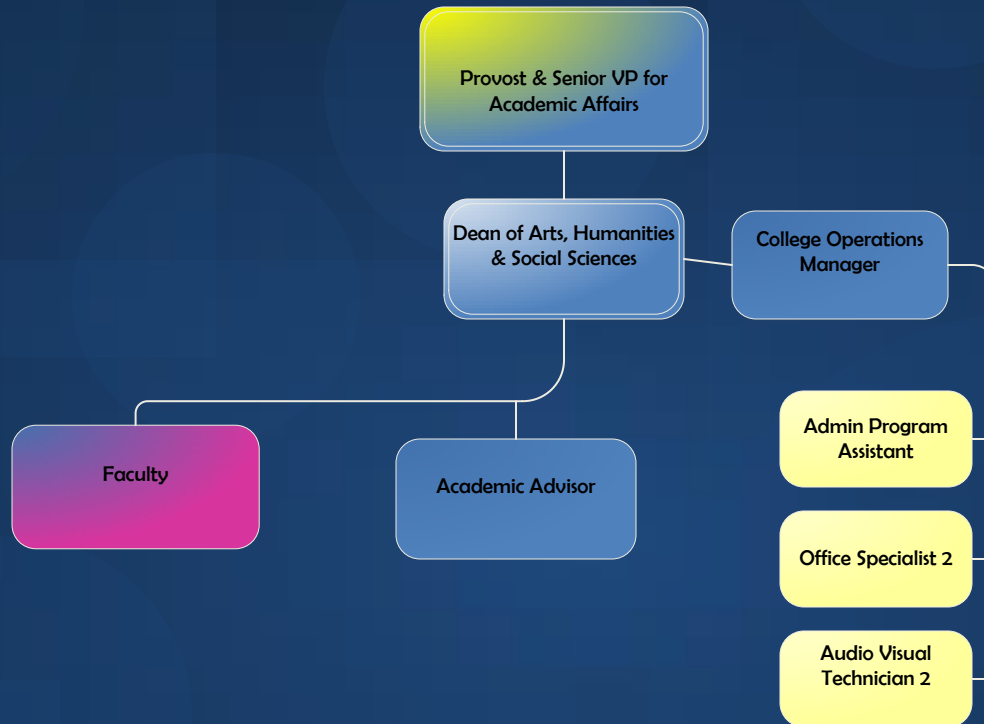 Provost & Senior VP for
Academic Affairs
Dean of Arts, Humanities
& Social Sciences
College Operations
Manager
Faculty
Academic Advisor
Admin Program
Assistant
Office Specialist 2
Audio Visual
Technician 2